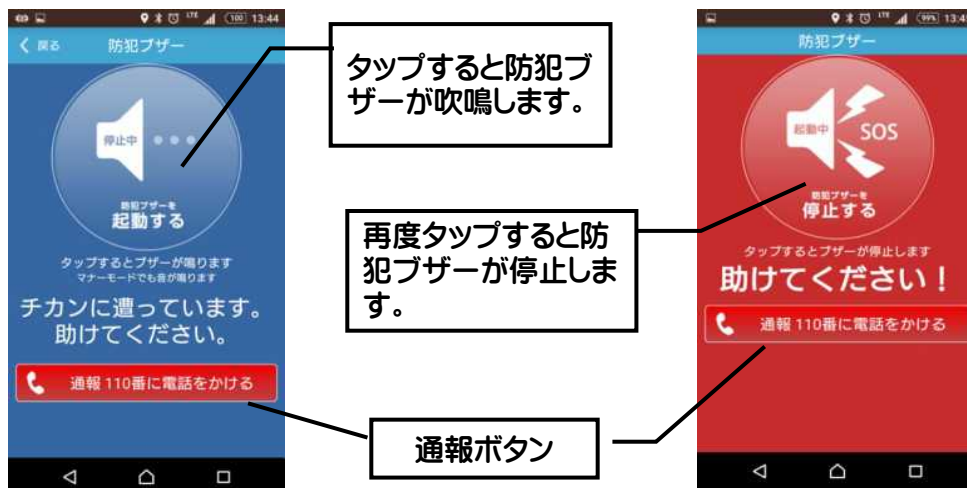 LTE 100 13:44
戻る 防犯ブザー
停止中
防犯ブザーを
起動する
タップするとブザーが鳴ります
マナーモードでも音が鳴ります
チカンに遭っています。
助けてください。
通報 110番に電話をかける
タップすると防犯ブ
ザーが吹鳴します。
再度タップすると防
犯ブザーが停止しま
す。
通報ボタン
LTE 99% 13:4
防犯ブザー
起動中 SOS
防犯ブザーを
停止する
タップするとブザーが停止します
助けてください!
通報 110番に電話をかける